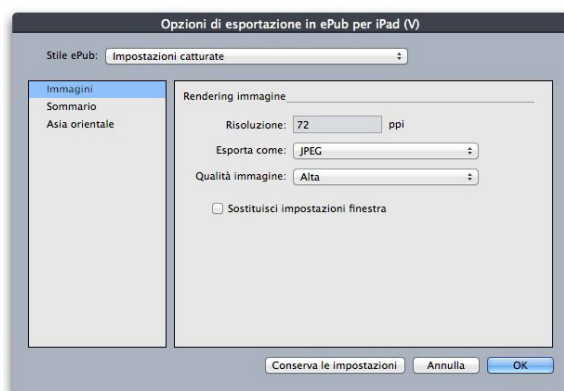 Opzioni di esportazione in ePub per iPad (V)
Stile ePub: Impostazioni catturate
Immagini
Sommario
Asia orientale
Rendering immagine
Risoluzione: 72 ppi
Esporta come: JPEG
Qualità immagine: Alta
Sostituisci impostazioni finestra
Conserva le impostazioni Annulla OK